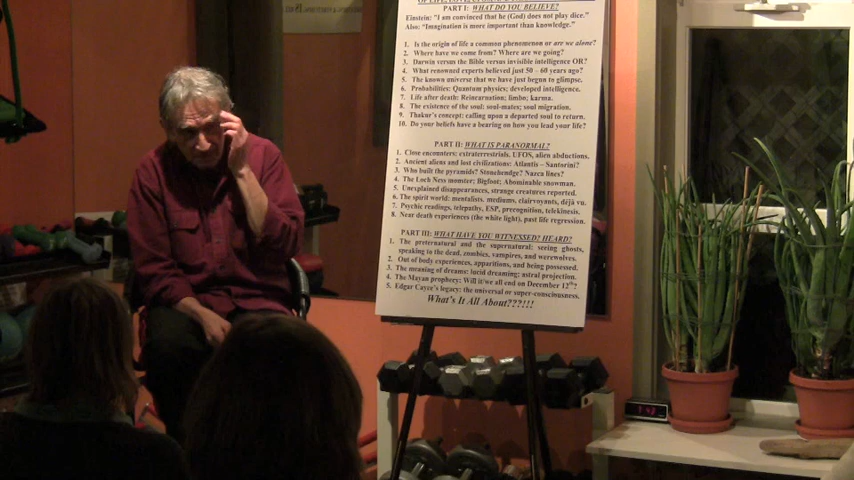 PART I: WHAT DO YOU BELIEVE?
Einstein: "I am convinced that he (God) does not play dice."
Also: "Imagination is more important than knowledge."
1. Is the origin of life a common phenomenon or are we alone?
2. Where have we come from? Where are we going?
3. Darwin versus the Bible versus invisible intelligence OR?
4. What renowned experts believed just 50 - 60 years ago?
5. The known universe that we have just begun to glimpse.
6. Probabilities: Quantum physics; developed intelligence.
7. Life after death: Reincarnation; limbo; karma.
8. The existence of the soul: soul-mates; soul migration.
9. Thakur's concept: calling upon a departed soul to return.
10. Do your beliefs have a bearing on how you lead your life?
PART II: WHAT IS PARANORMAL?
1. Close encounters: extraterrestrials, UFOS, alien abductions.
2. Ancient aliens and lost civilizations: Atlantis – Santorini?
3. Who built the pyramids? Stonehendge? Nazca lines?
4. The Loch Ness monster; Bigfoot; Abominable snowman.
5. Unexplained disappearances, strange creatures reported.
6. The spirit world: mentalists, mediums, clairvoyants, déjà vu.
7. Psychic readings, telepathy, ESP, precognition, telekinesis.
8. Near death experiences (the white light), past life regression.
PART III: WHAT HAVE YOU WITNESSED? HEARD?
1. The preternatural and the supernatural: seeing ghosts,
speaking to the dead, zombies, vampires, and werewolves.
2. Out of body experiences, apparitions, and being possessed.
3. The meaning of dreams: lucid dreaming; astral projection.
4. The Mayan prophecy: Will it/we all end on December 12th?
5. Edgar Cayce's legacy: the universal or super-consciousness.
What's It All About???!!!